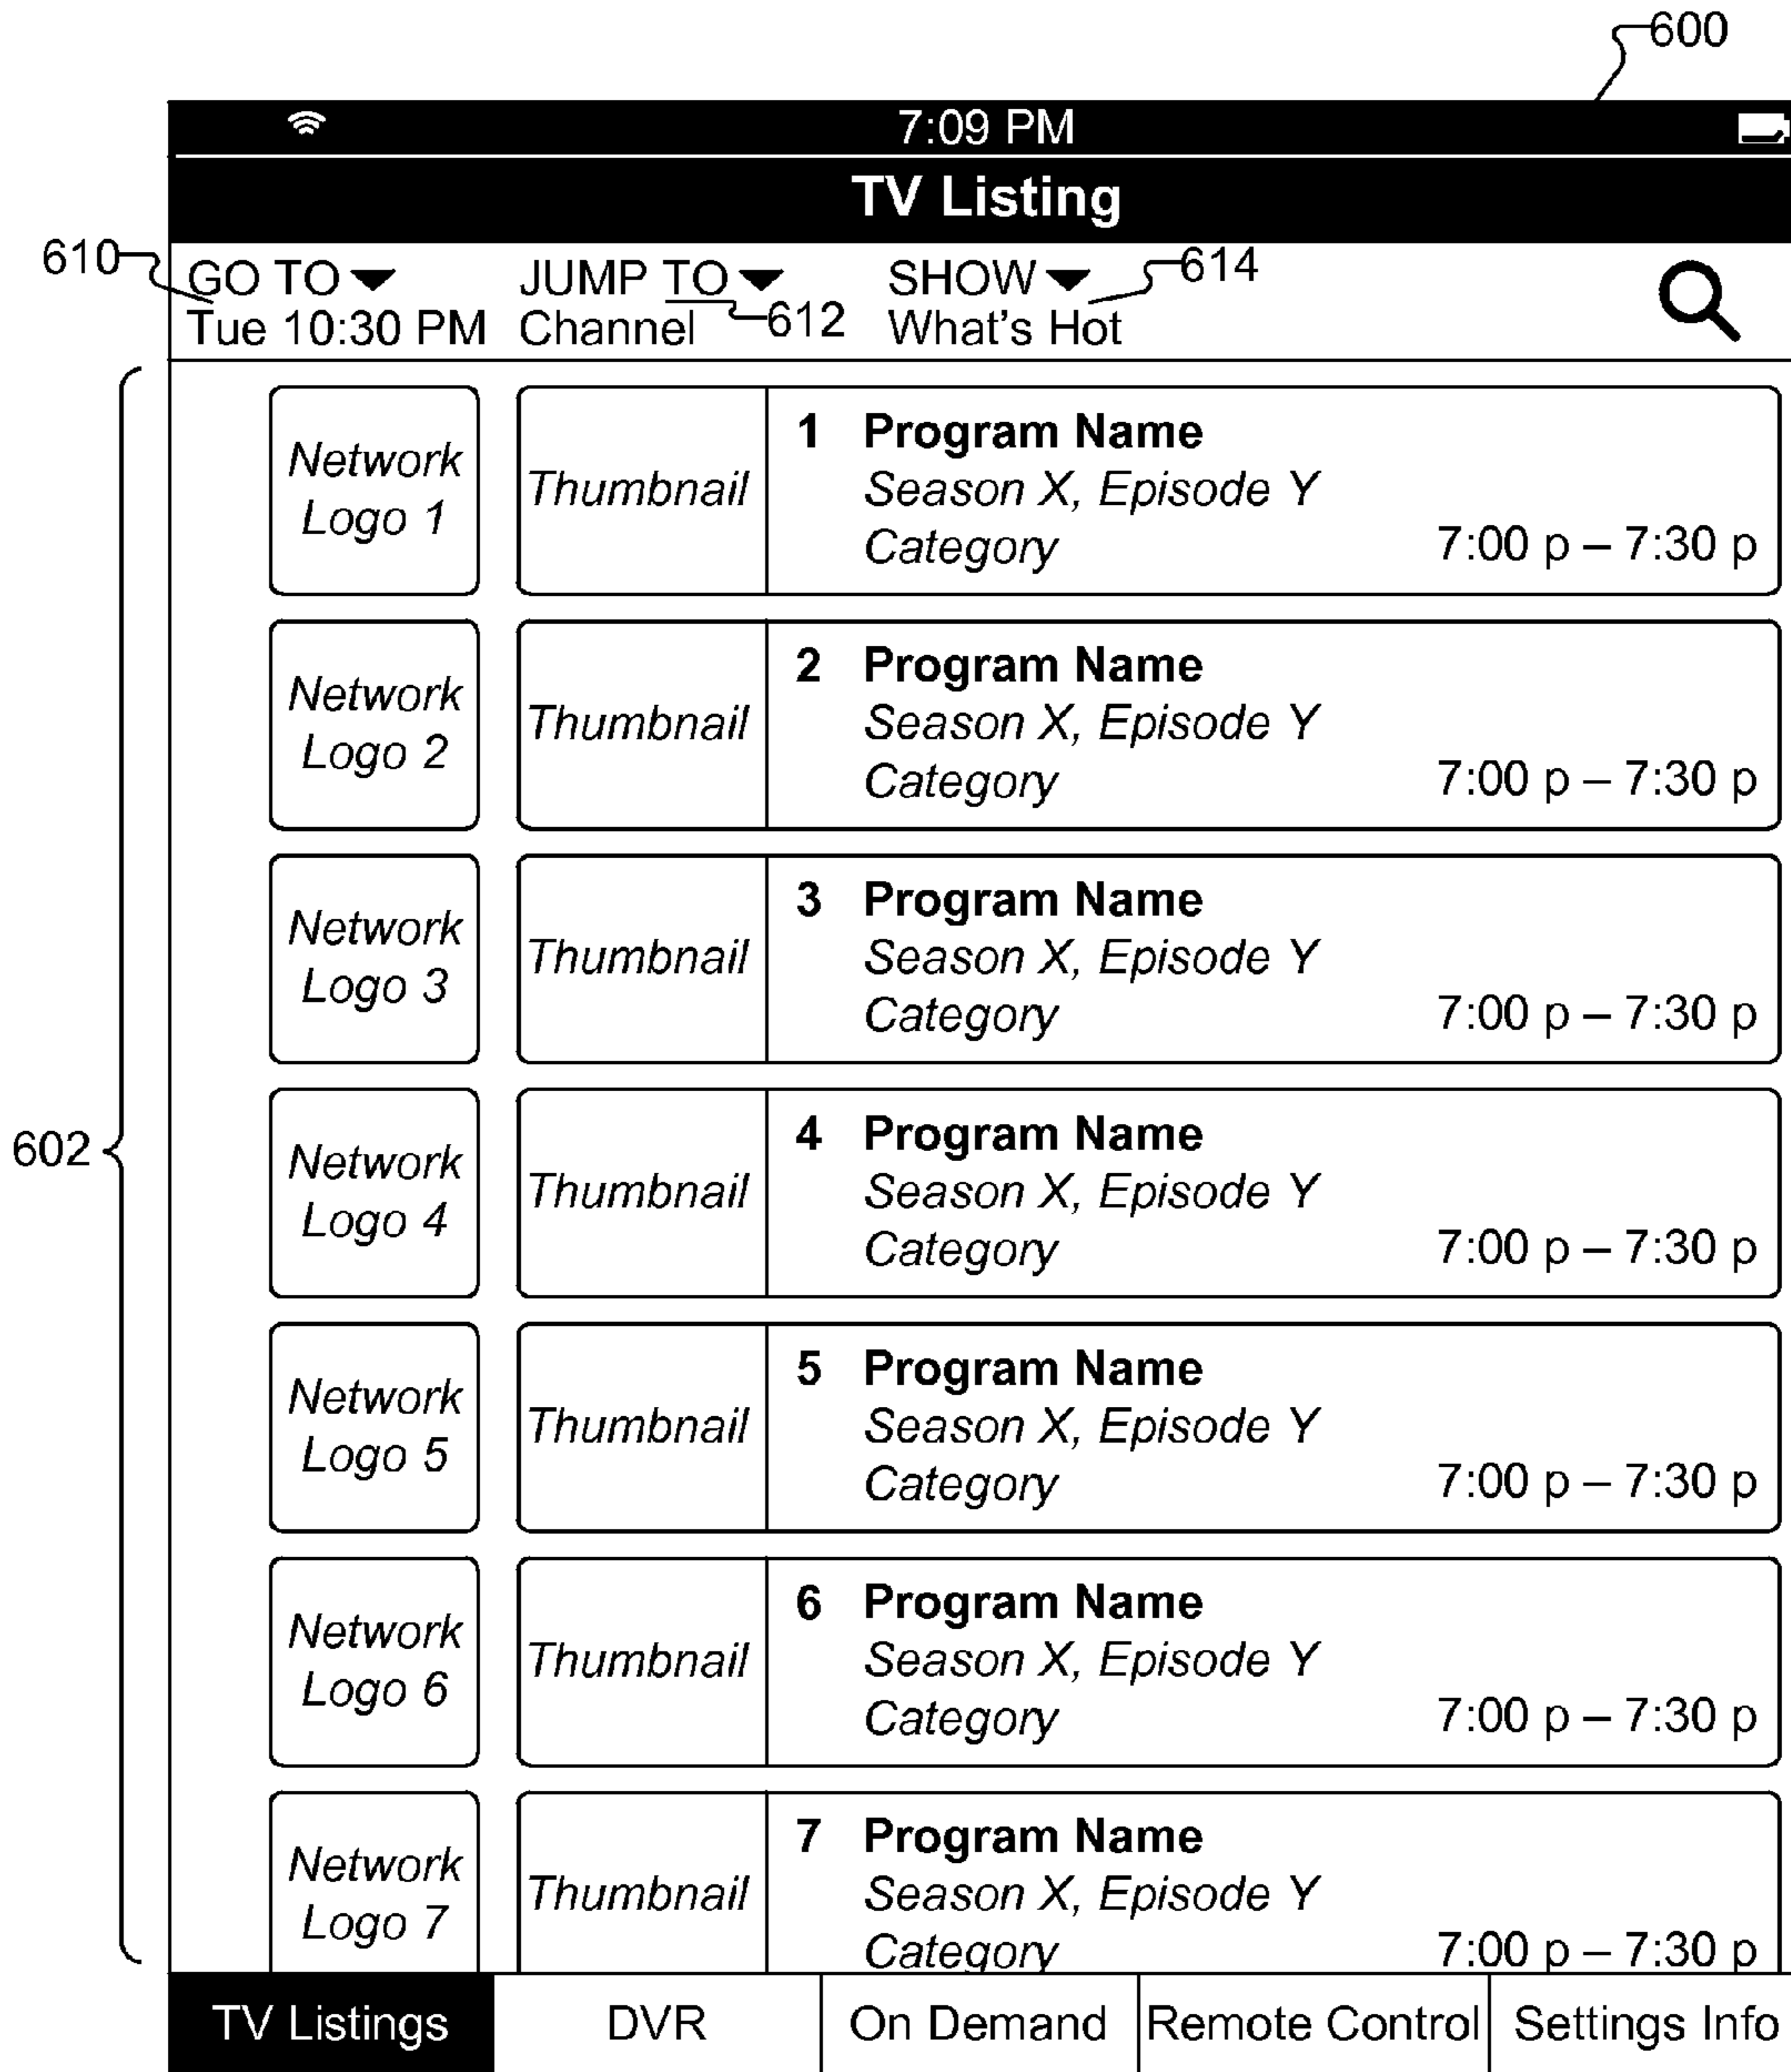 600
7:09 PM
TV Listing
610
GO TO
JUMP TO
SHOW
614
Tue 10:30 PM
Channel
612
What's Hot
602
Network
Logo 1
Thumbnail
1 Program Name
Season X, Episode Y
Category
7:00 p – 7:30 p
Network
Logo 2
Thumbnail
2 Program Name
Season X, Episode Y
Category
7:00 p – 7:30 p
Network
Logo 3
Thumbnail
3 Program Name
Season X, Episode Y
Category
7:00 p – 7:30 p
Network
Logo 4
Thumbnail
4 Program Name
Season X, Episode Y
Category
7:00 p – 7:30 p
Network
Logo 5
Thumbnail
5 Program Name
Season X, Episode Y
Category
7:00 p – 7:30 p
Network
Logo 6
Thumbnail
6 Program Name
Season X, Episode Y
Category
7:00 p – 7:30 p
Network
Logo 7
Thumbnail
7 Program Name
Season X, Episode Y
Category
7:00 p – 7:30 p
TV Listings
DVR
On Demand
Remote Control
Settings Info